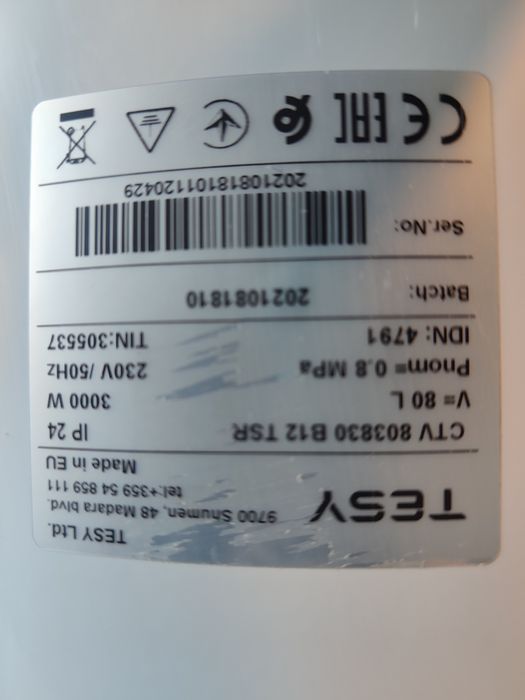 TESY
TESY Ltd.
9700 Shumen, 48 Madara blvd.
tel:+359 54 859 111
Made in EU
CTV 803830 B12 TSR IP 24
V= 80 L 3000 W
Pnom= 0.8 MPa 230V /50Hz
IDN: 4791 TIN:305537
Batch: 2021081810
Ser.No:
20210818101120429
CE EAC